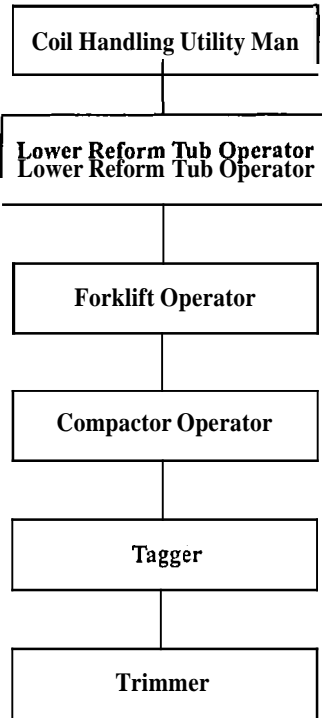 Coil Handling Utility Man
Lower Reform Tub Operator
Lower Reform Tub Operator
Forklift Operator
Compactor Operator
Tagger
Trimmer